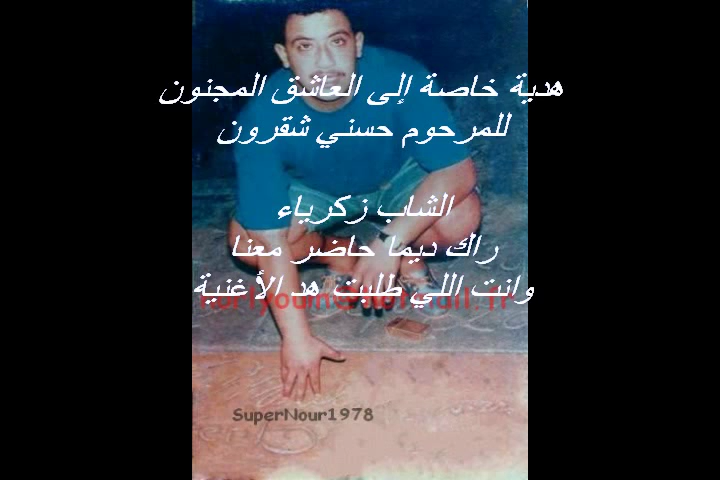 هدية خاصة إلى العاشق المجنون
للمرحوم حسني شقرون
الشاب زكرياء
راك ديما حاضر معنا
وانت اللي طلبت هد الأغنية
SuperNour1978